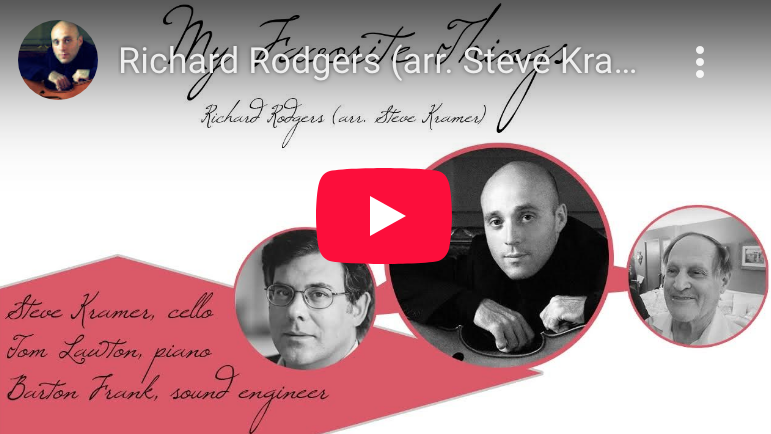 My Favorite Things
Richard Rodgers (arr. Steve Kra...
Richard Rodgers (arr. Steve Kramer)
Steve Kramer, cello
Tom Lawton, piano
Barton Frank, sound engineer